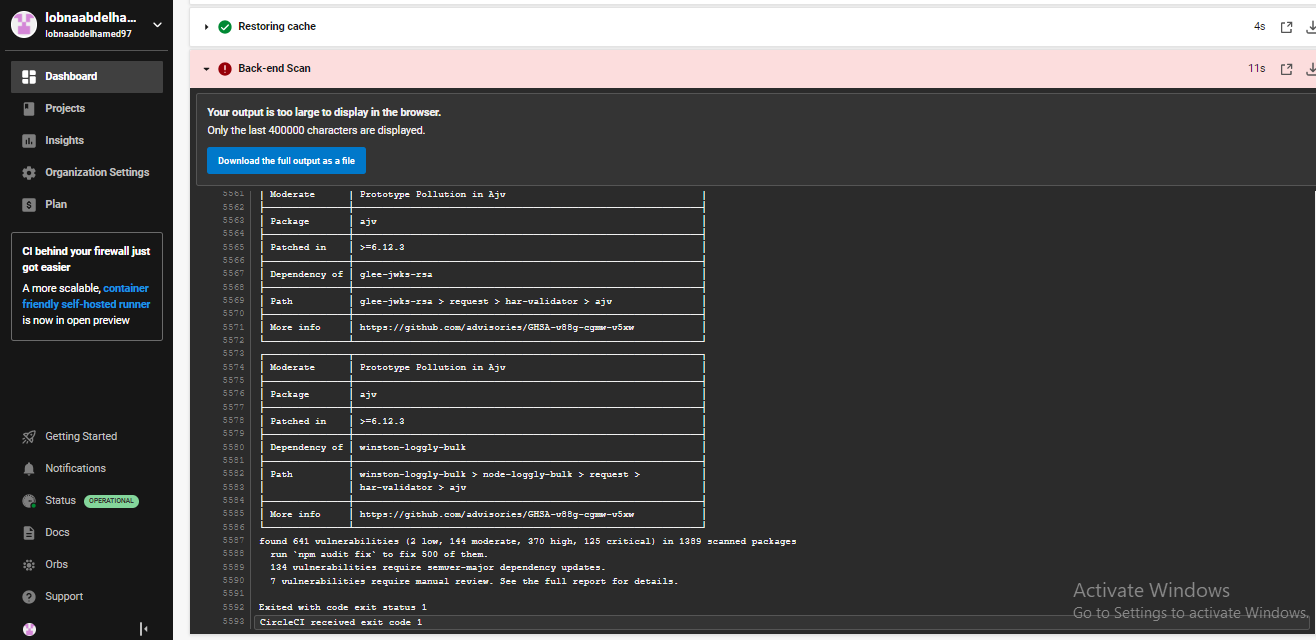 lobnaabdelha...
lobnaabdelhamed97
Dashboard
Projects
Insights
Organization Settings
Plan
CI behind your firewall just
got easier
A more scalable, container
friendly self-hosted runner
is now in open preview
Getting Started
Notifications
Status OPERATIONAL
Docs
Orbs
Support
Restoring cache 4s
Back-end Scan 11s
Your output is too large to display in the browser.
Only the last 400000 characters are displayed.
Download the full output as a file
5561 Moderate Prototype Pollution in Ajv
5562
5563 Package ajv
5564
5565 Patched in >=6.12.3
5566
5567 Dependency of glee-jwks-rsa
5568
5569 Path glee-jwks-rsa > request > har-validator > ajv
5570
5571 More info https://github.com/advisories/GHSA-v88g-cgmw-v5xw
5572
5573
5574 Moderate Prototype Pollution in Ajv
5575
5576 Package ajv
5577
5578 Patched in >=6.12.3
5579
5580 Dependency of winston-loggly-bulk
5581
5582 Path winston-loggly-bulk > node-loggly-bulk > request >
5583 har-validator > ajv
5584
5585 More info https://github.com/advisories/GHSA-v88g-cgmw-v5xw
5586
5587 found 641 vulnerabilities (2 low, 144 moderate, 370 high, 125 critical) in 1389 scanned packages
5588 run `npm audit fix` to fix 500 of them.
5589 134 vulnerabilities require semver-major dependency updates.
5590 7 vulnerabilities require manual review. See the full report for details.
5591
5592 Exited with code exit status 1
5593 CircleCI received exit code 1
Activate Windows
Go to Settings to activate Windows.